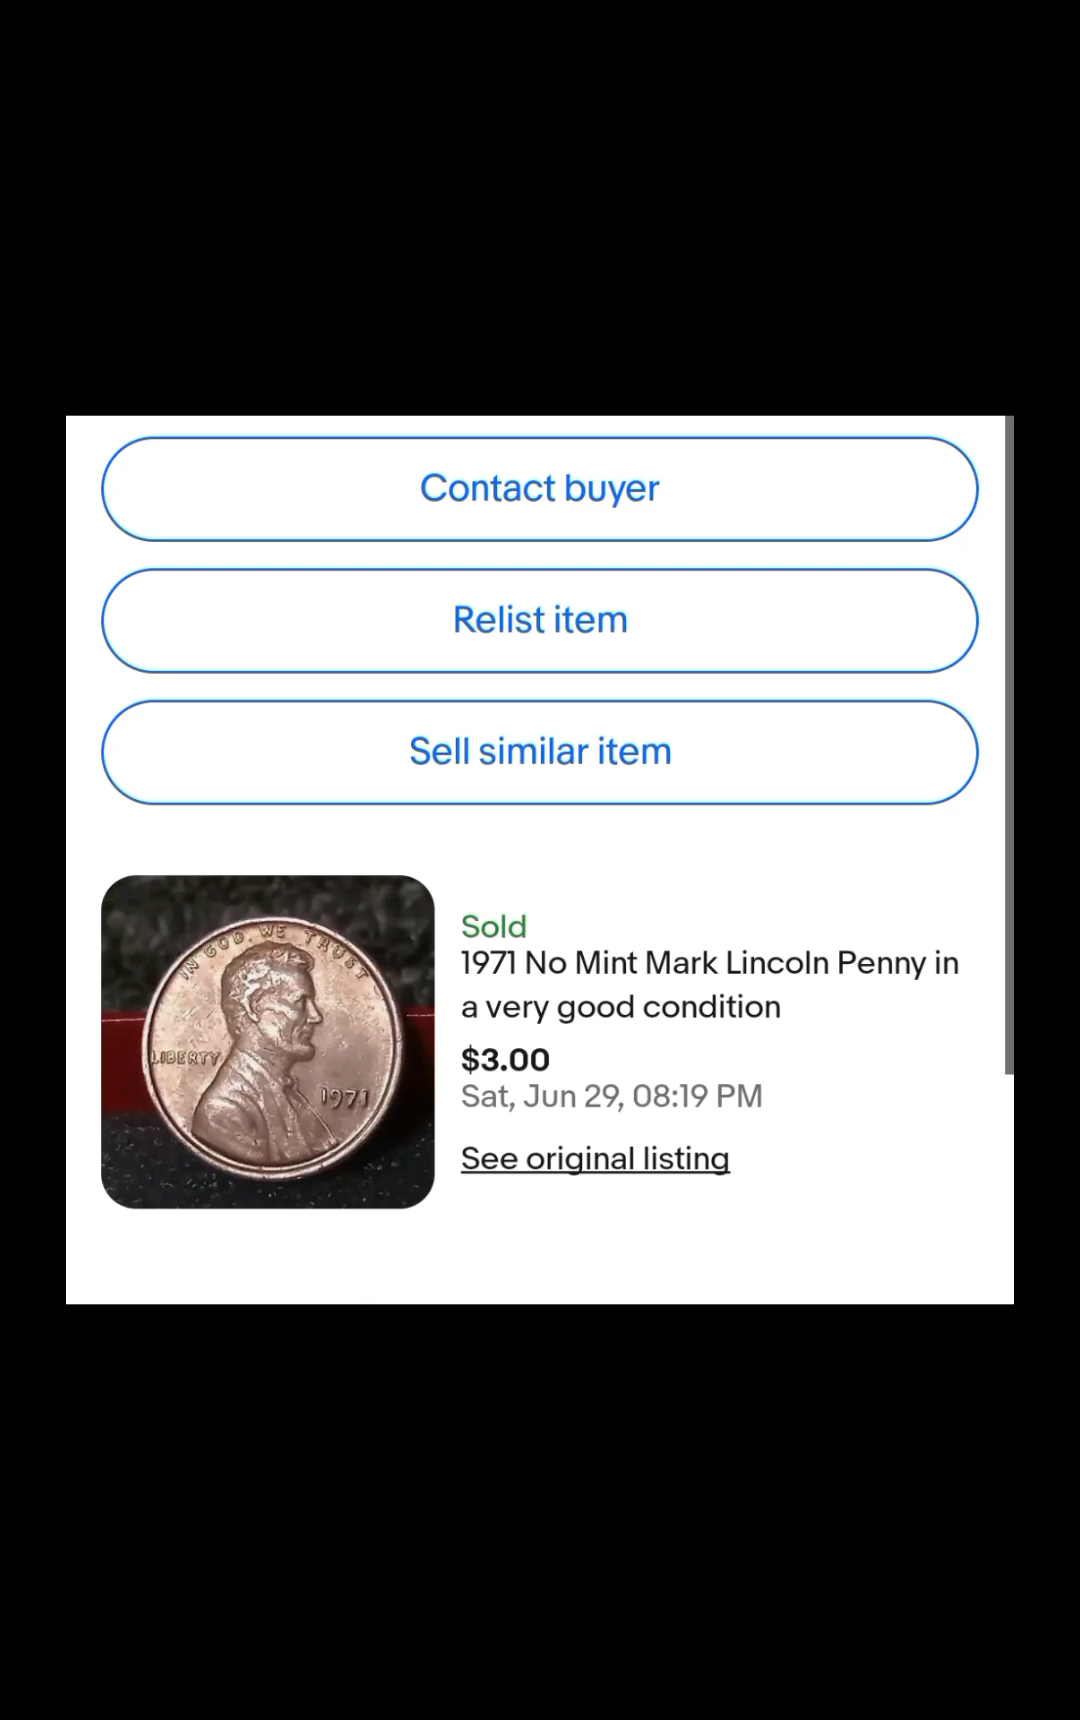 Contact buyer
Relist item
Sell similar item
IN GOD WE TRUST
LIBERTY
1971
Sold
1971 No Mint Mark Lincoln Penny in
a very good condition
$3.00
Sat, Jun 29, 08:19 PM
See original listing